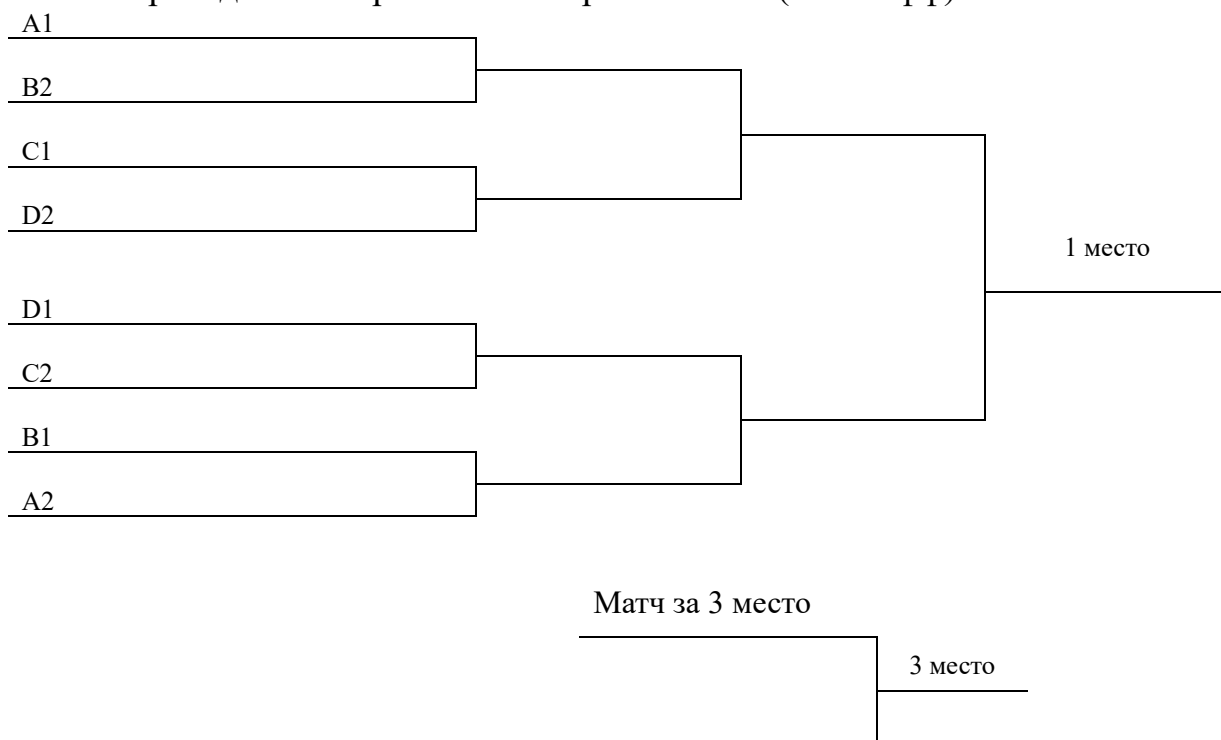 A1
B2
C1
D2
1 место
D1
C2
B1
A2
Матч за 3 место
3 место